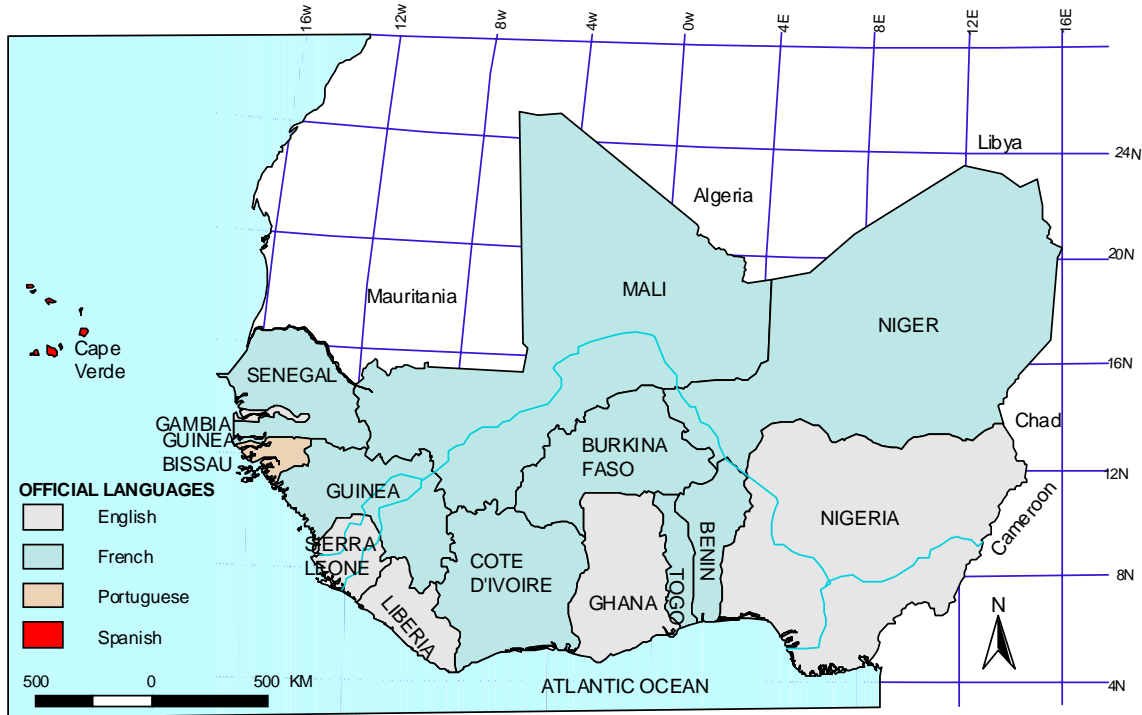 16w
12w
8w
4w
0w
4E
8E
12E
16E
Libya
24N
Algeria
20N
Mauritania
MALI
NIGER
Cape
Verde
16N
SENEGAL
Chad
GAMBIA
GUINEA
BISSAU
BURKINA
FASO
12N
GUINEA
NIGERIA
Cameroon
SIERRA
LEONE
COTE
D'IVOIRE
BENIN
TOGO
GHANA
8N
LIBERIA
OFFICIAL LANGUAGES
English
French
Portuguese
Spanish
N
500 0 500 KM
ATLANTIC OCEAN
4N